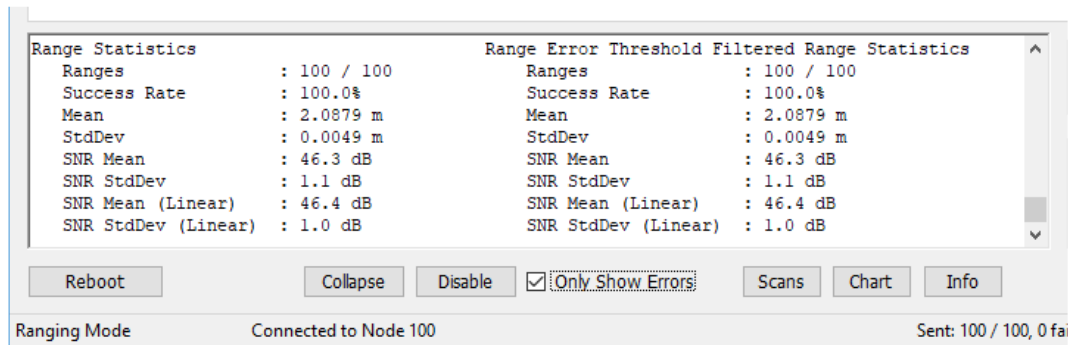 Range Statistics Range Error Threshold Filtered Range Statistics
Ranges : 100 / 100 Ranges : 100 / 100
Success Rate : 100.0% Success Rate : 100.0%
Mean : 2.0879 m Mean : 2.0879 m
StdDev : 0.0049 m StdDev : 0.0049 m
SNR Mean : 46.3 dB SNR Mean : 46.3 dB
SNR StdDev : 1.1 dB SNR StdDev : 1.1 dB
SNR Mean (Linear) : 46.4 dB SNR Mean (Linear) : 46.4 dB
SNR StdDev (Linear) : 1.0 dB SNR StdDev (Linear) : 1.0 dB
Reboot Collapse Disable Only Show Errors Scans Chart Info
Ranging Mode Connected to Node 100 Sent: 100 / 100, 0 fai